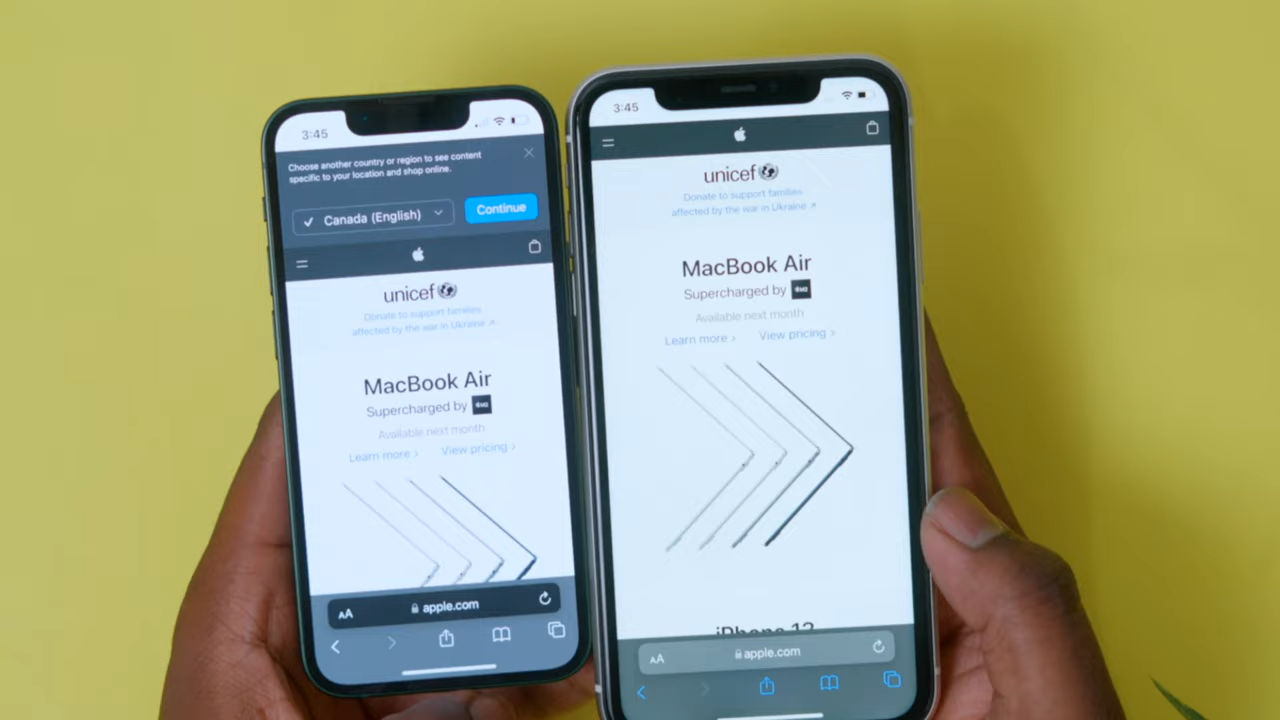 3:45
Choose another country or region to see content
specific to your location and shop online.
Canada (English)
Continue
unicef
Donate to support families
affected by the war in Ukraine ↗
MacBook Air
Supercharged by M2
Available next month
Learn more > View pricing >
AA apple.com
3:45
unicef
Donate to support families
affected by the war in Ukraine ↗
MacBook Air
Supercharged by M2
Available next month
Learn more > View pricing >
iPhone 13
AA apple.com